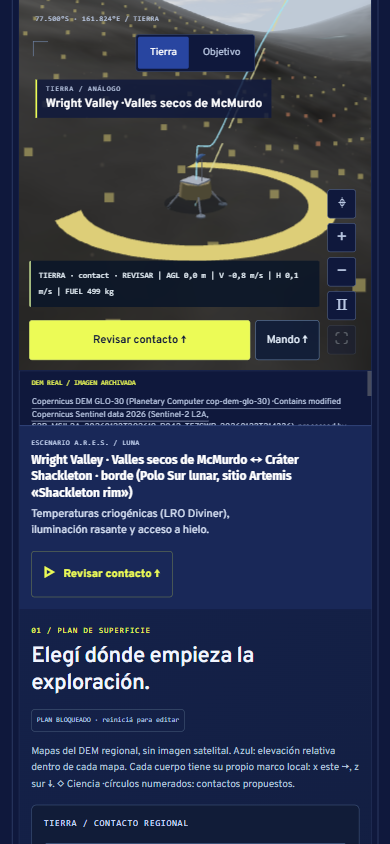 77.500°S · 161.824°E / TIERRA
Tierra Objetivo
TIERRA / ANÁLOGO
Wright Valley · Valles secos de McMurdo
+
−
TIERRA · contact · REVISAR | AGL 0,0 m | V -0,8 m/s | H 0,1
m/s | FUEL 499 kg
Revisar contacto ↑ Mando ↑
DEM REAL / IMAGEN ARCHIVADA
Copernicus DEM GLO-30 (Planetary Computer cop-dem-glo-30) · Contains modified
Copernicus Sentinel data 2026 (Sentinel-2 L2A,
ESCENARIO A.R.E.S. / LUNA
Wright Valley · Valles secos de McMurdo ↔ Cráter
Shackleton · borde (Polo Sur lunar, sitio Artemis
«Shackleton rim»)
Temperaturas criogénicas (LRO Diviner),
iluminación rasante y acceso a hielo.
Revisar contacto ↑
01 / PLAN DE SUPERFICIE
Elegí dónde empieza la
exploración.
PLAN BLOQUEADO · reiniciá para editar
Mapas del DEM regional, sin imagen satelital. Azul: elevación relativa
dentro de cada mapa. Cada cuerpo tiene su propio marco local: x este →, z
sur ↓. ◇ Ciencia · círculos numerados: contactos propuestos.
TIERRA / CONTACTO REGIONAL